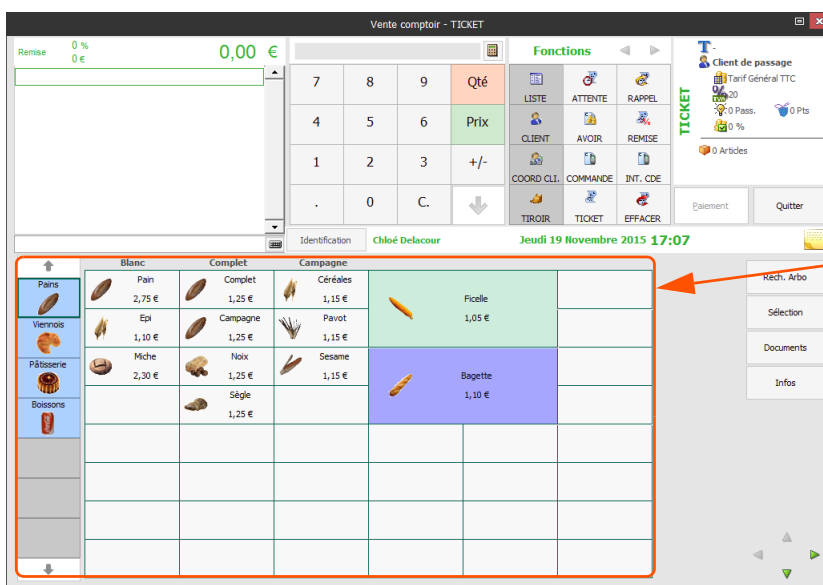 Vente comptoir - TICKET
Remise
0 %
0 €
0,00 €
7 8 9 Qté
4 5 6 Prix
1 2 3 +/-
. 0 C.
Fonctions
LISTE ATTENTE RAPPEL
CLIENT AVOIR REMISE
COORD CLI. COMMANDE INT. CDE
TIROIR TICKET EFFACER
TICKET
T -
Client de passage
Tarif Général TTC
20
0 Pass. 0 Pts
0 %
0 Articles
Paiement Quitter
Identification Chloé Delacour Jeudi 19 Novembre 2015 17:07
Pains
Viennois
Pâtisserie
Boissons
Blanc Complet Campagne
Pain Complet Céréales
2,75 € 1,25 € 1,15 €
Epi Campagne Pavot
1,10 € 1,25 € 1,15 €
Miche Noix Sesame
2,30 € 1,25 € 1,15 €
Sègle
1,25 €
Ficelle
1,05 €
Bagette
1,10 €
Rech. Arbo
Sélection
Documents
Infos